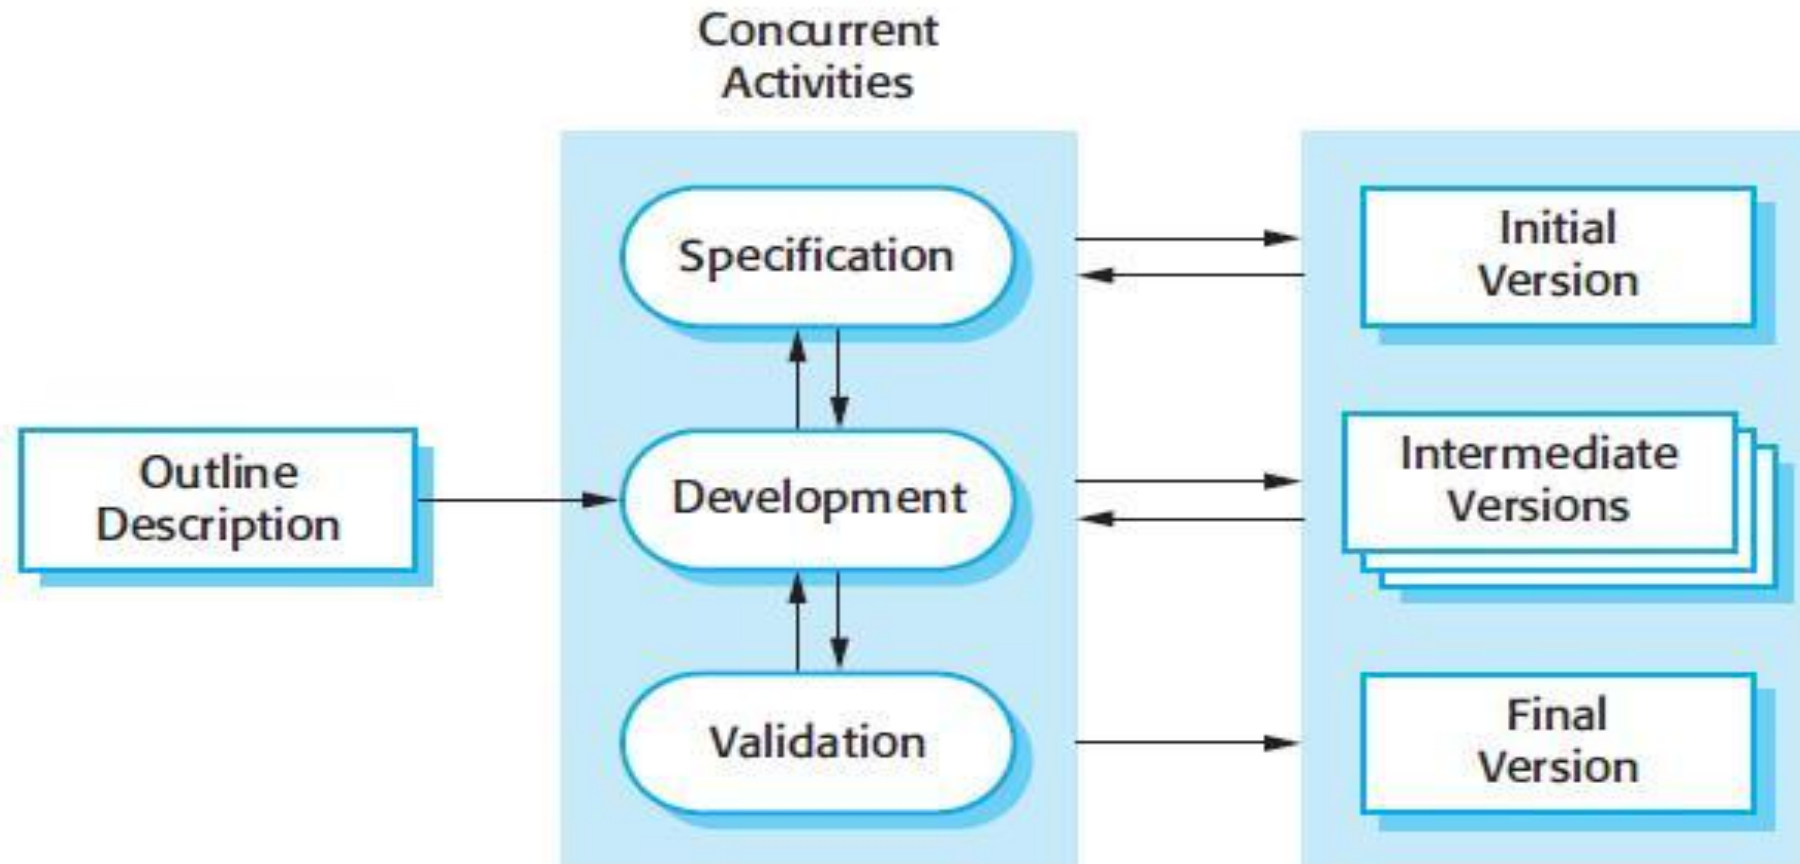 Concurrent
Activities
Specification
Initial
Version
Outline
Description
Development
Intermediate
Versions
Validation
Final
Version